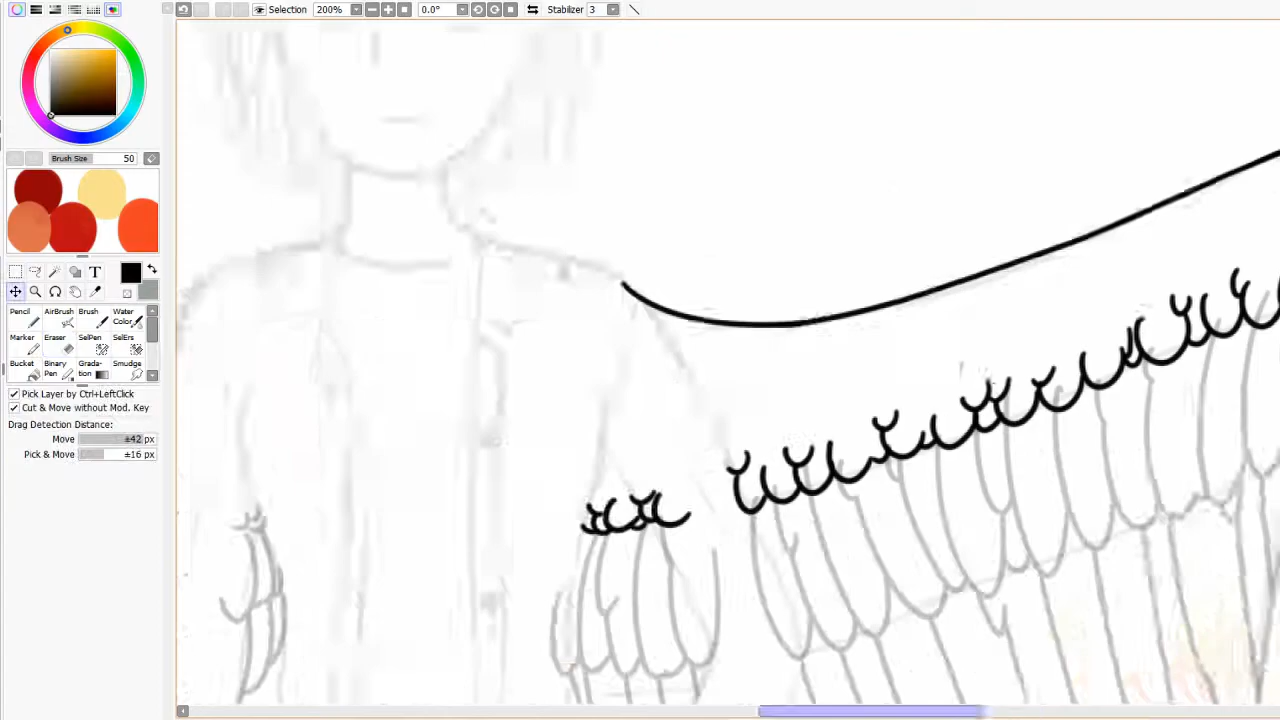 Selection 200% 0.0° Stabilizer 3
Brush Size 50
T
Pencil AirBrush Brush Water Color
Marker Eraser SelPen SelErs
Bucket Binary Pen Grada-tion Smudge
Pick Layer by Ctrl+LeftClick
Cut & Move without Mod. Key
Drag Detection Distance:
Move ±42 px
Pick & Move ±16 px